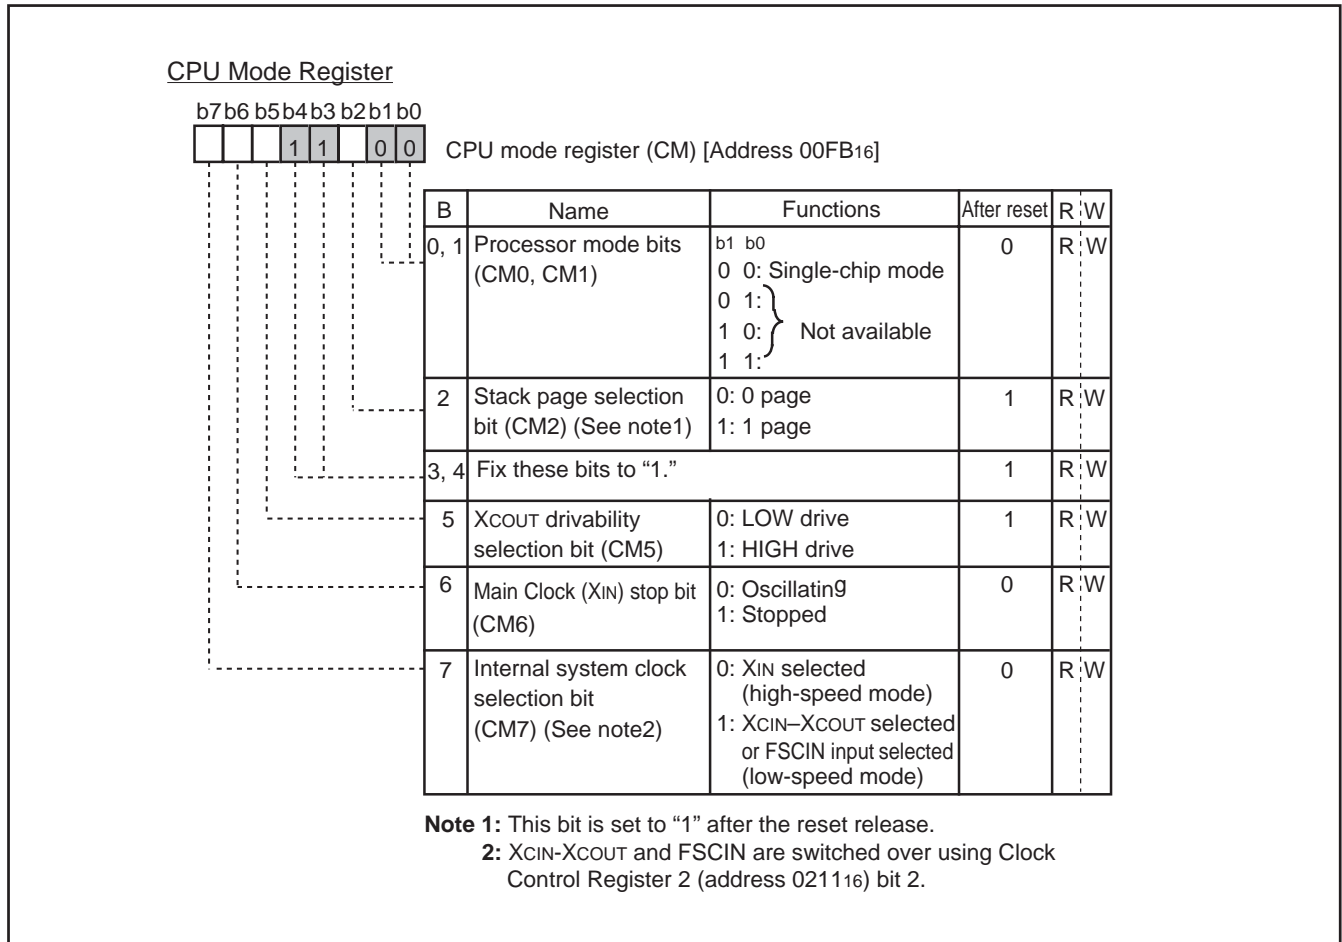 CPU Mode Register
b7 b6 b5 b4 b3 b2 b1 b0
1 1 0 0
CPU mode register (CM) [Address 00FB16]
B Name Functions After reset R W
0, 1 Processor mode bits (CM0, CM1) b1 b0 0 R W
0 0: Single-chip mode
0 1:
1 0: Not available
1 1:
2 Stack page selection 0: 0 page 1 R W
bit (CM2) (See note1) 1: 1 page
3, 4 Fix these bits to “1.” 1 R W
5 XCOUT drivability 0: LOW drive 1 R W
selection bit (CM5) 1: HIGH drive
6 Main Clock (XIN) stop bit 0: Oscillating 0 R W
(CM6) 1: Stopped
7 Internal system clock 0: XIN selected 0 R W
selection bit (high-speed mode)
(CM7) (See note2) 1: XCIN–XCOUT selected
or FSCIN input selected
(low-speed mode)
Note 1: This bit is set to “1” after the reset release.
2: XCIN-XCOUT and FSCIN are switched over using Clock
Control Register 2 (address 021116) bit 2.